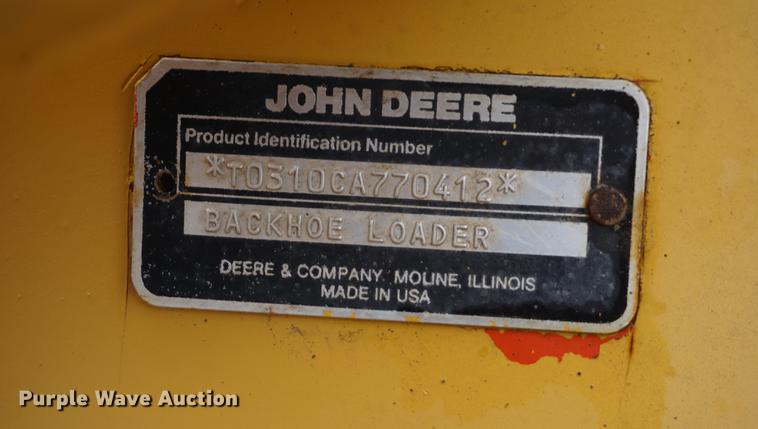 JOHN DEERE
Product Identification Number
*T0310CA770412*
BACKHOE LOADER
DEERE & COMPANY MOLINE, ILLINOIS
MADE IN USA
Purple Wave Auction